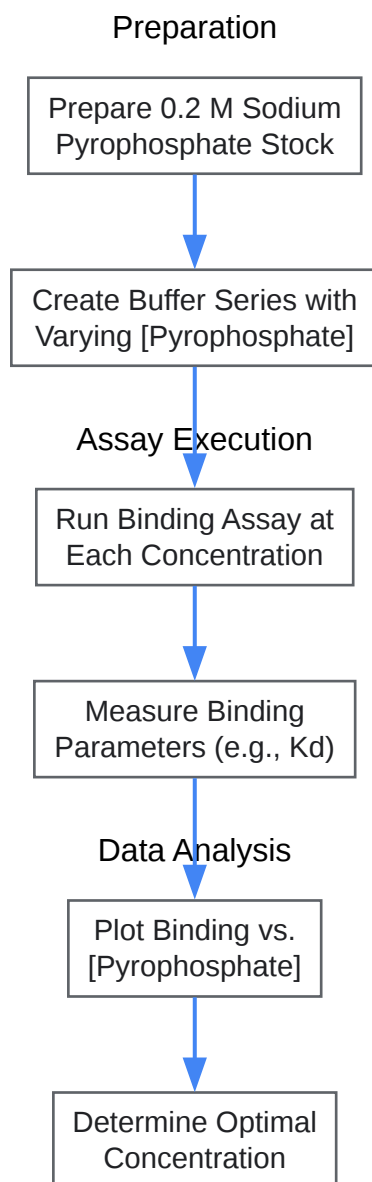 Preparation
Prepare 0.2 M Sodium
Pyrophosphate Stock
Create Buffer Series with
Varying [Pyrophosphate]
Assay Execution
Run Binding Assay at
Each Concentration
Measure Binding
Parameters (e.g., Kd)
Data Analysis
Plot Binding vs.
[Pyrophosphate]
Determine Optimal
Concentration